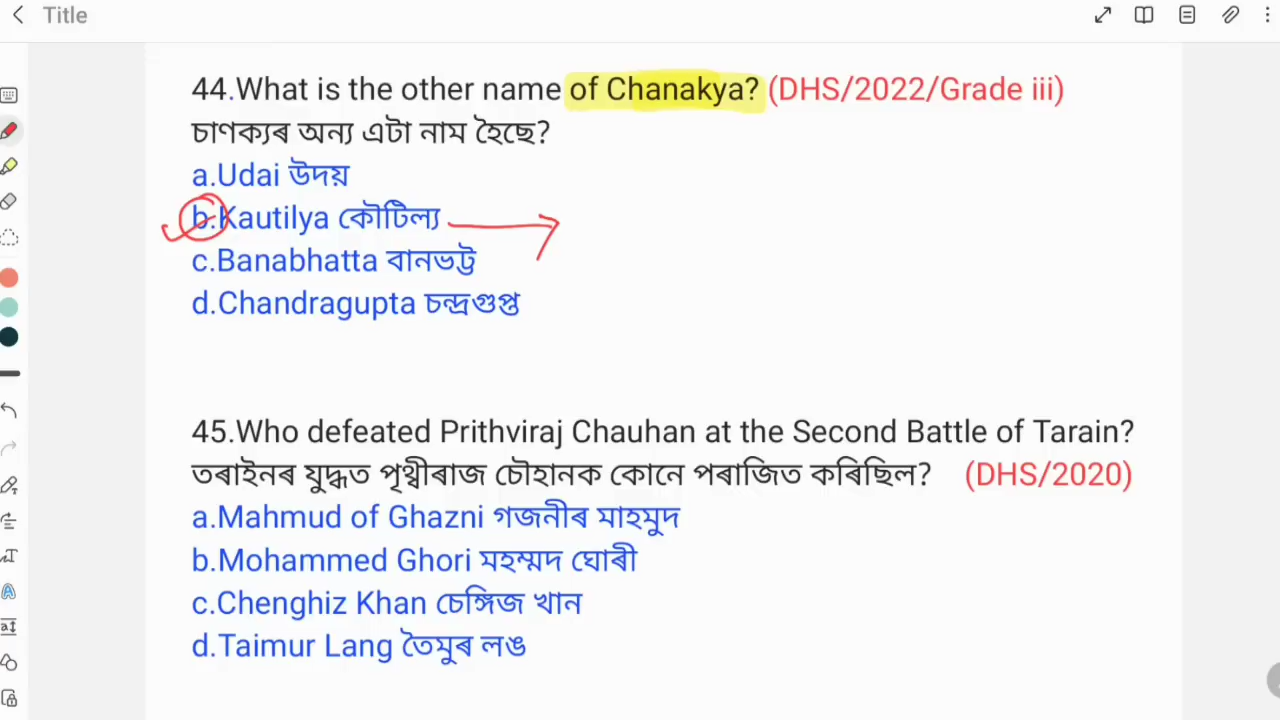 Title
44.What is the other name of Chanakya? (DHS/2022/Grade iii)
চাণক্যৰ অন্য এটা নাম হৈছে?
a.Udai উদয়
b.Kautilya কৌটিল্য
c.Banabhatta বানভট্ট
d.Chandragupta চন্দ্ৰগুপ্ত
45.Who defeated Prithviraj Chauhan at the Second Battle of Tarain?
তৰাইনৰ যুদ্ধত পৃথ্বীৰাজ চৌহানক কোনে পৰাজিত কৰিছিল? (DHS/2020)
a.Mahmud of Ghazni গজনীৰ মাহমুদ
b.Mohammed Ghori মহম্মদ ঘোৰী
c.Chenghiz Khan চেঙ্গিজ খান
d.Taimur Lang তৈমুৰ লঙ